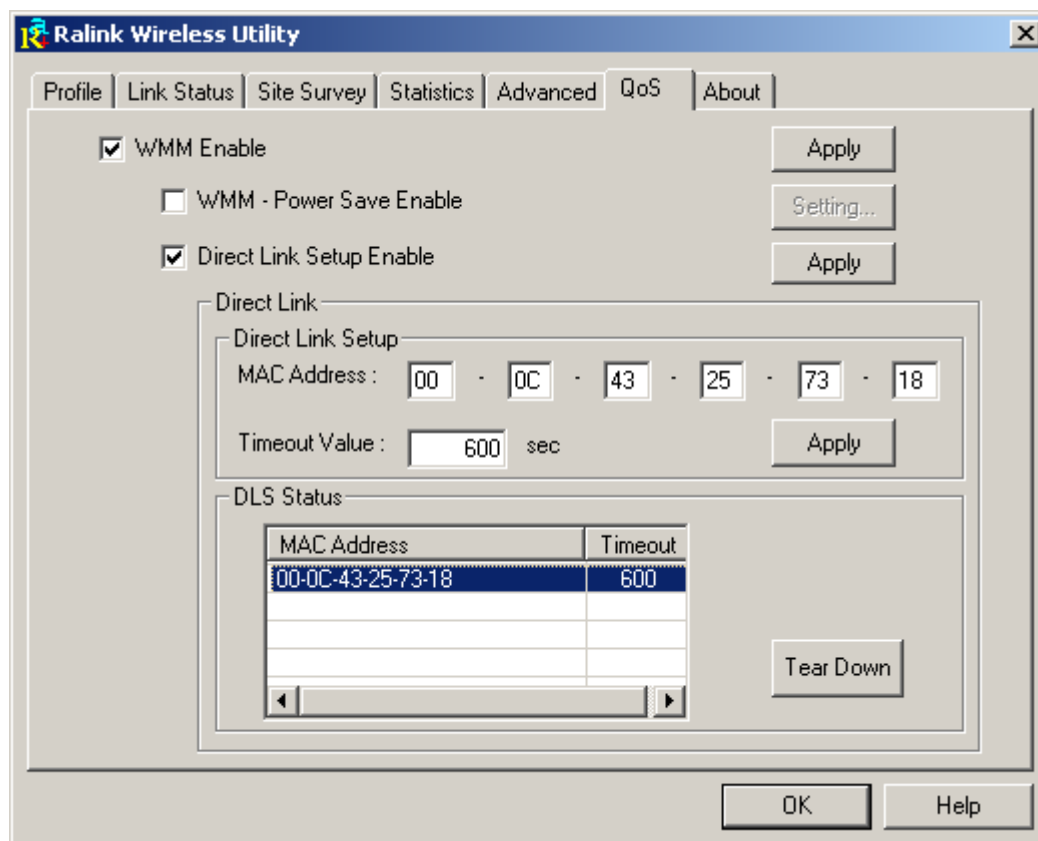 Ralink Wireless Utility
Profile Link Status Site Survey Statistics Advanced QoS About
WMM Enable Apply
WMM - Power Save Enable Setting...
Direct Link Setup Enable Apply
Direct Link
Direct Link Setup
MAC Address : 00 - 0C - 43 - 25 - 73 - 18
Timeout Value : 600 sec Apply
DLS Status
MAC Address Timeout
00-0C-43-25-73-18 600
Tear Down
OK Help